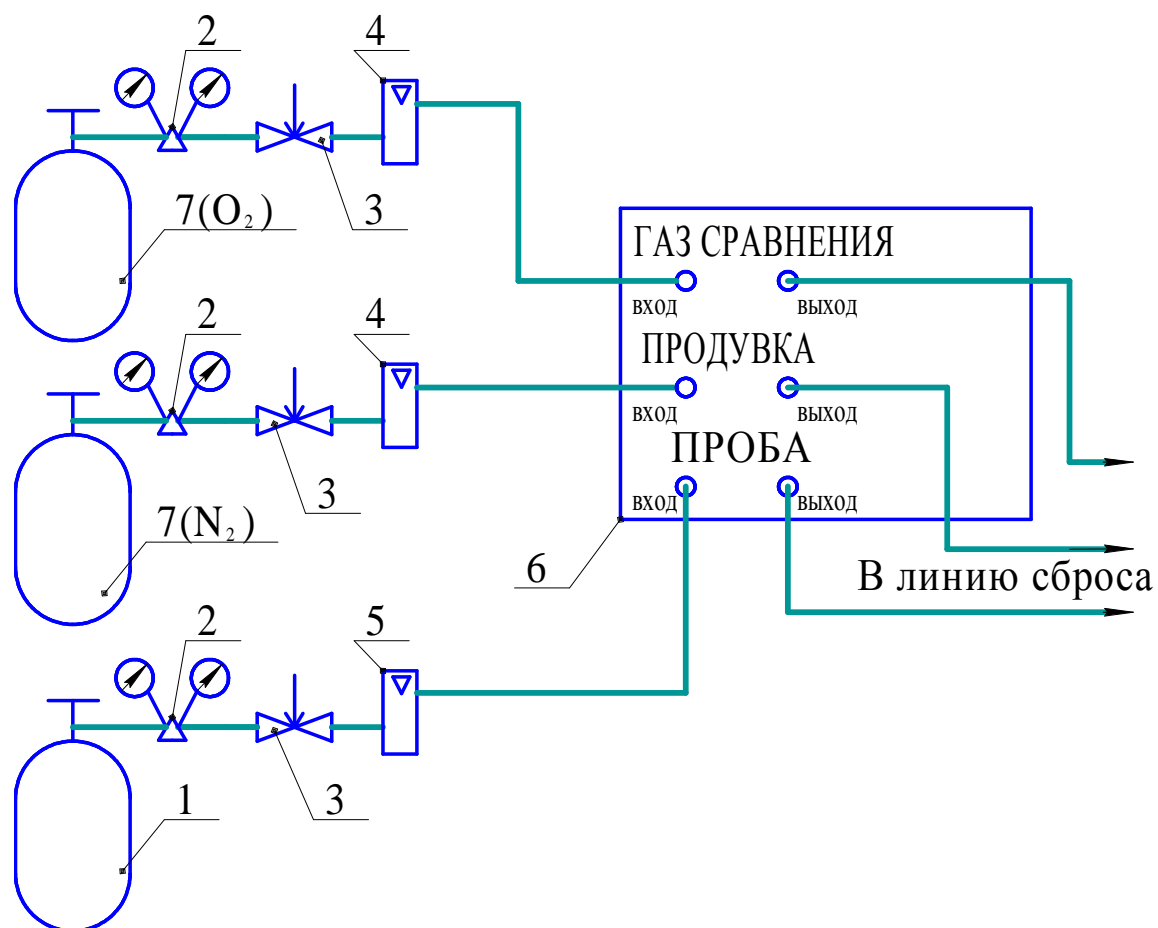 2
4
3
7(O₂)
ГАЗ СРАВНЕНИЯ
ВХОД
ВЫХОД
2
4
ПРОДУВКА
ВХОД
ВЫХОД
ПРОБА
ВХОД
ВЫХОД
3
7(N₂)
6
В линию сброса
2
5
1
3